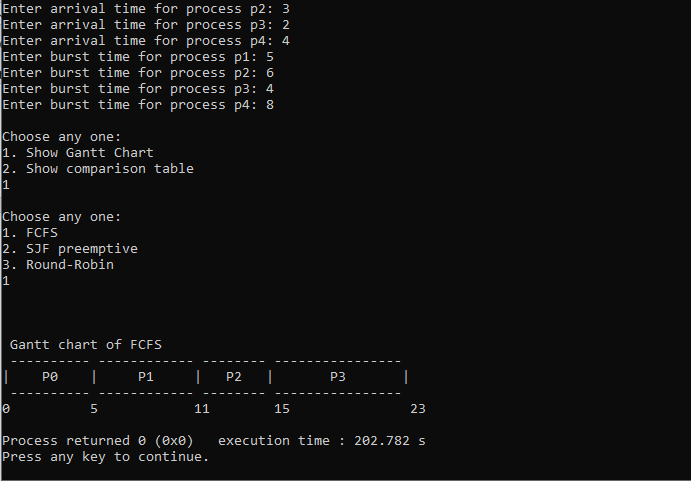 Enter arrival time for process p2: 3
Enter arrival time for process p3: 2
Enter arrival time for process p4: 4
Enter burst time for process p1: 5
Enter burst time for process p2: 6
Enter burst time for process p3: 4
Enter burst time for process p4: 8

Choose any one:
1. Show Gantt Chart
2. Show comparison table
1

Choose any one:
1. FCFS
2. SJF preemptive
3. Round-Robin
1

 Gantt chart of FCFS
 ---------- ------------ -------- ----------------
|    P0    |     P1     |   P2   |       P3       |
 ---------- ------------ -------- ----------------
0          5            11       15               23

Process returned 0 (0x0)   execution time : 202.782 s
Press any key to continue.